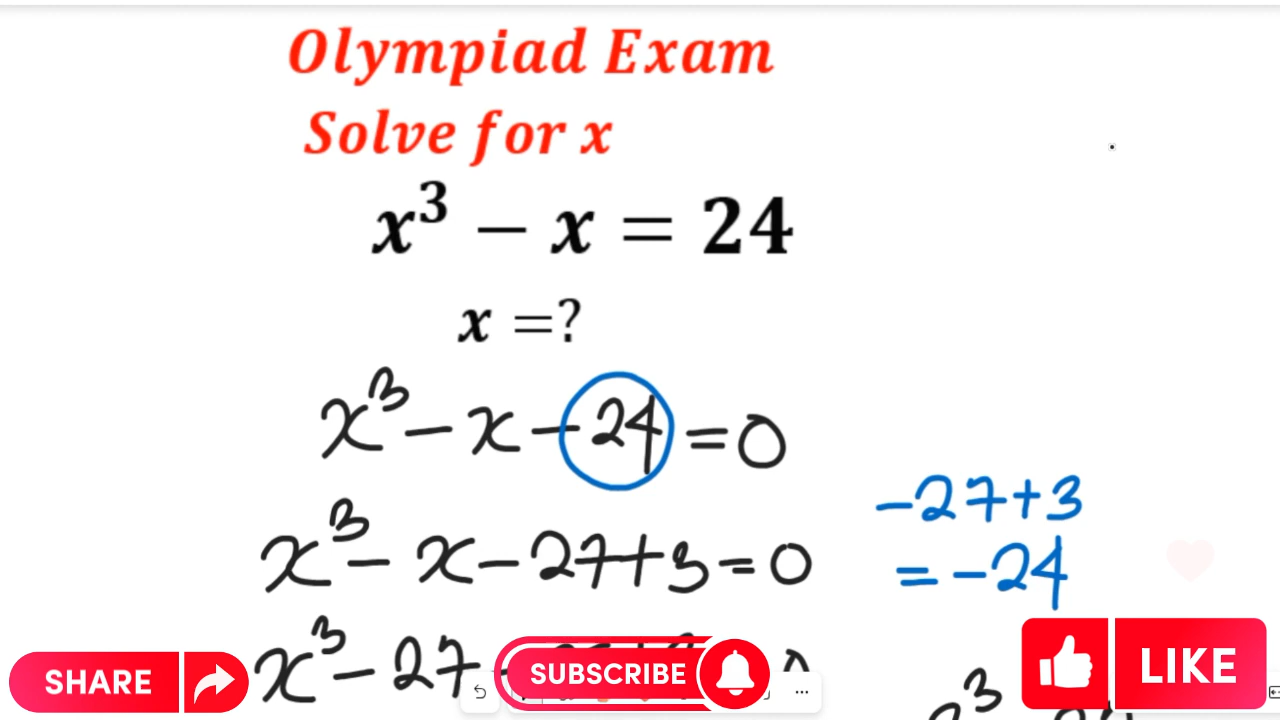 Olympiad Exam
Solve for x
x³ − x = 24
x =?
x³ − x − 24 = 0
−27+3
x³ − x − 27 + 3 = 0
= −24
x³ − 27
SHARE
SUBSCRIBE
LIKE